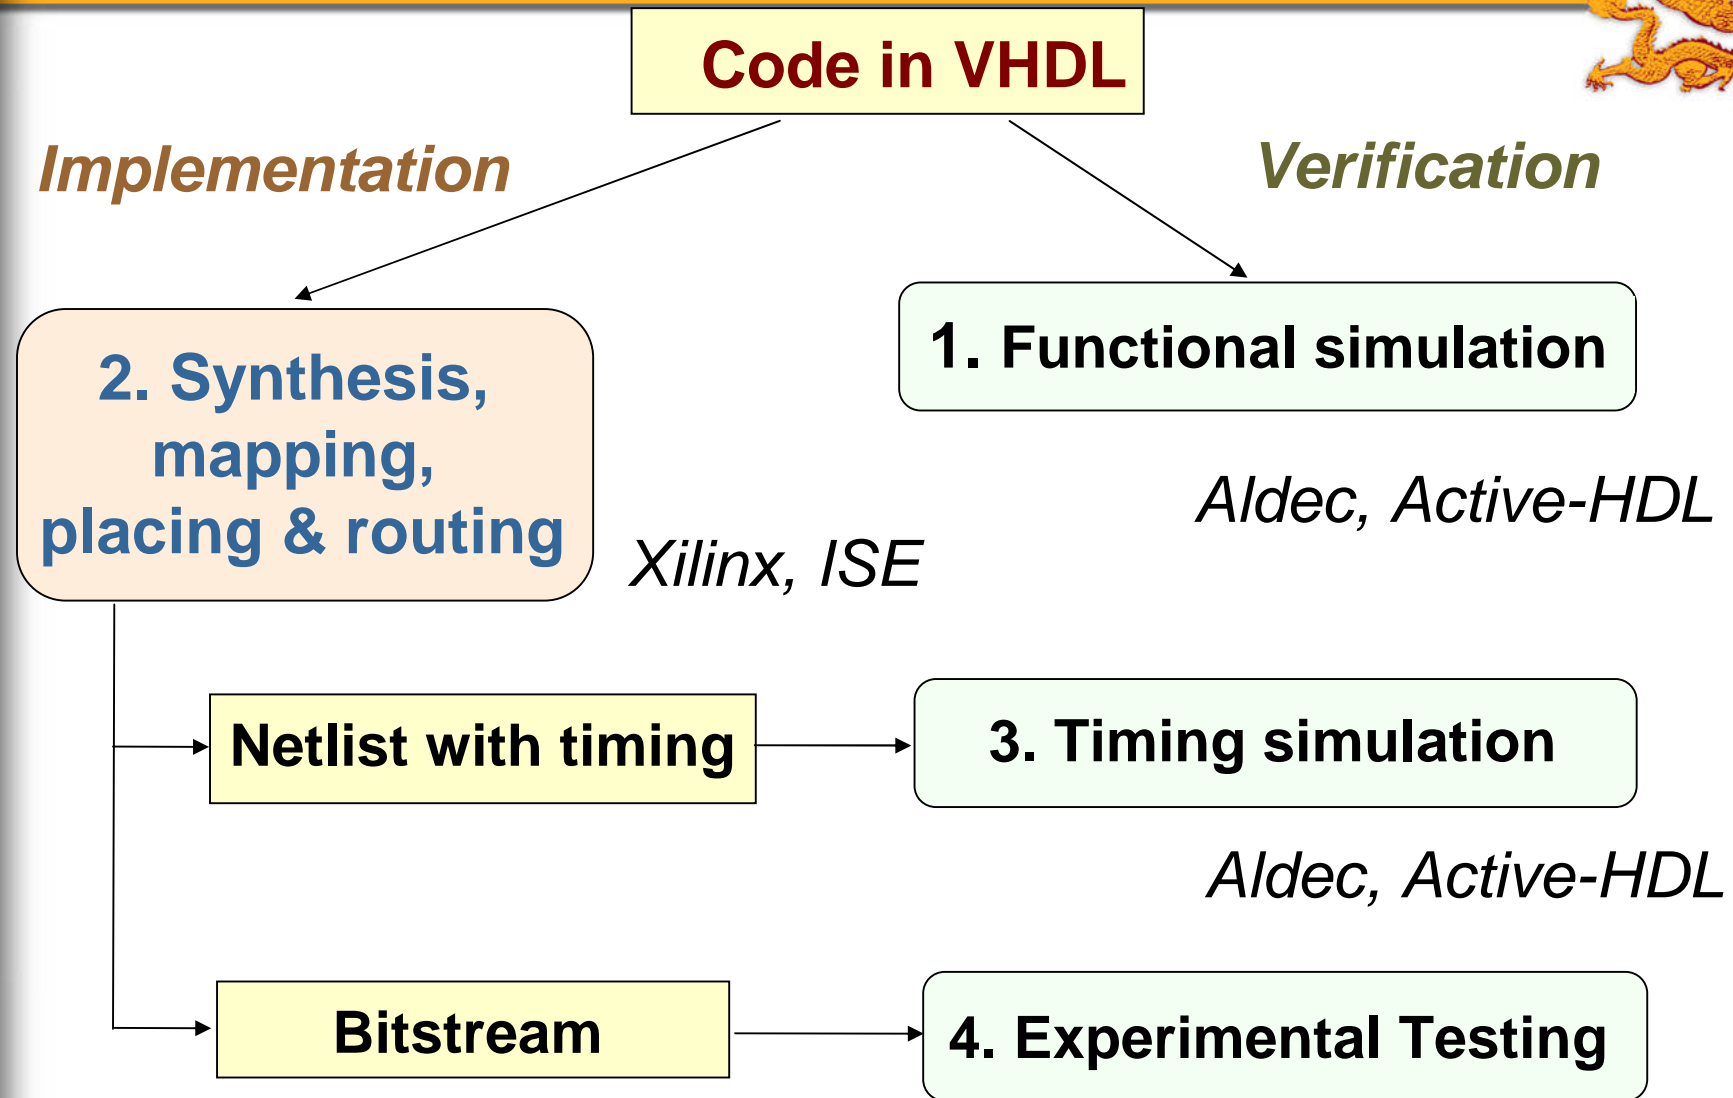 Code in VHDL
Implementation
Verification
1. Functional simulation
2. Synthesis,
mapping,
placing & routing
Aldec, Active-HDL
Xilinx, ISE
Netlist with timing
3. Timing simulation
Aldec, Active-HDL
Bitstream
4. Experimental Testing